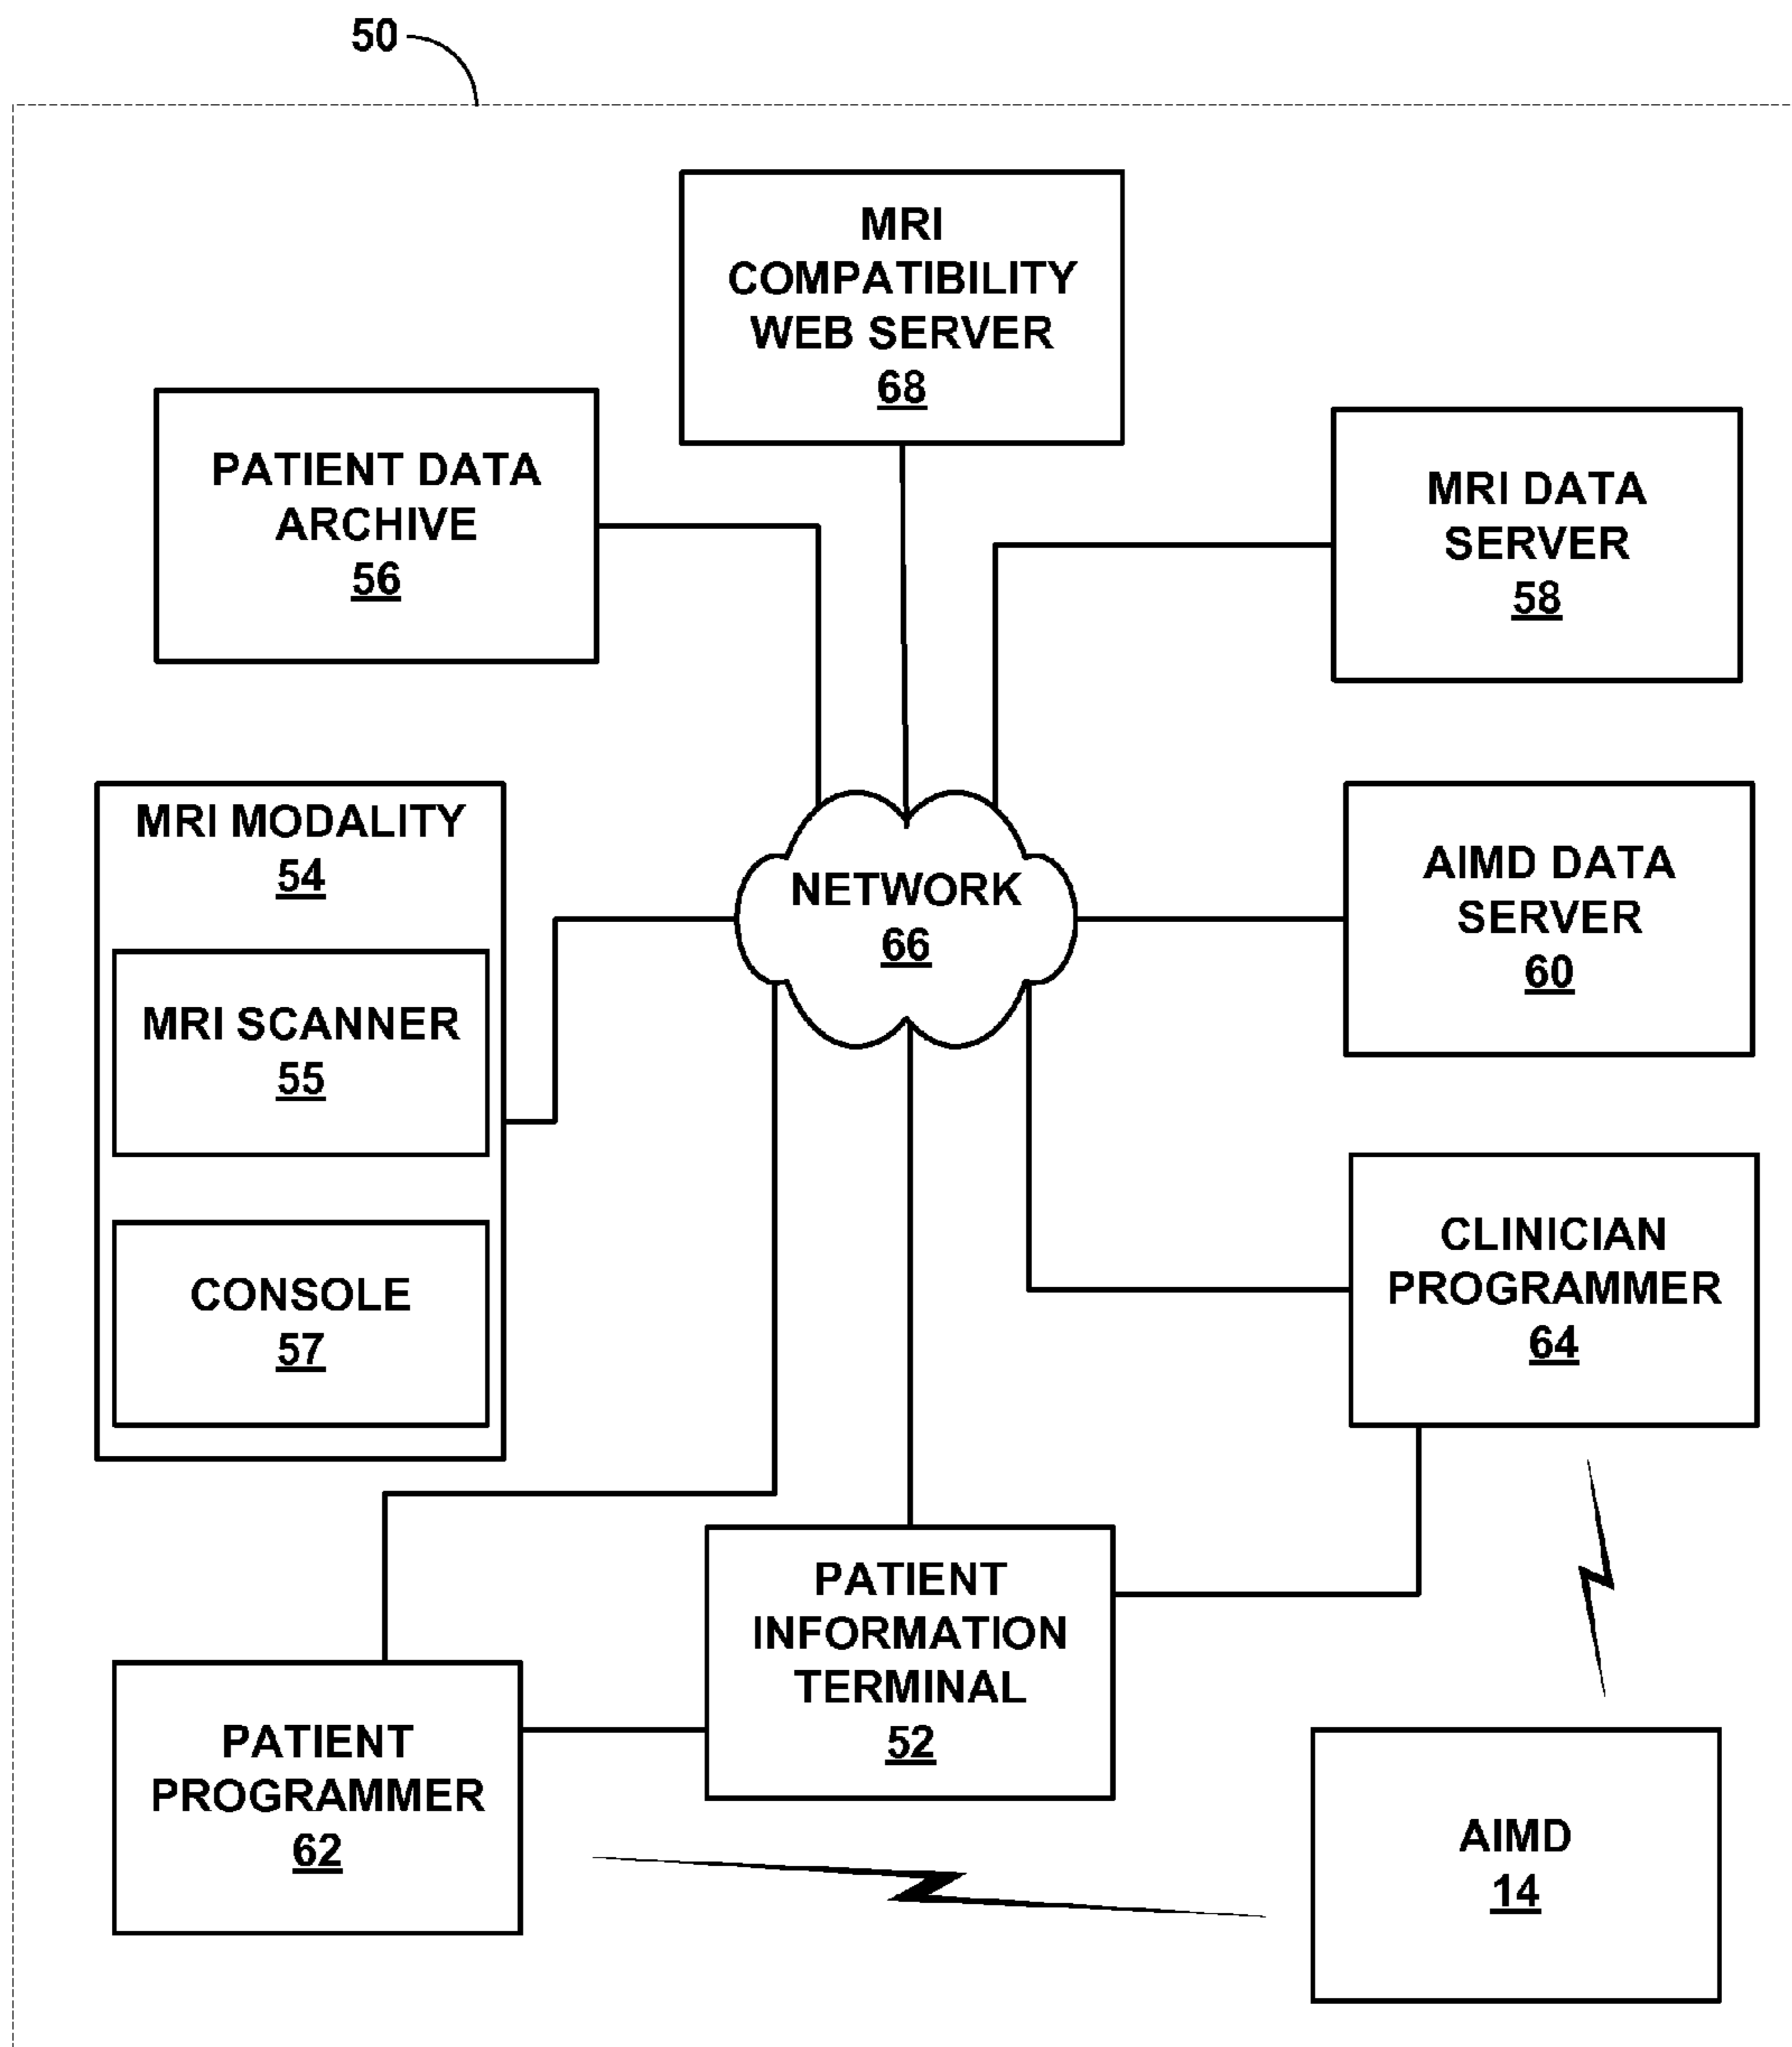 50
MRI
COMPATIBILITY
WEB SERVER
68
PATIENT DATA
ARCHIVE
56
MRI DATA
SERVER
58
MRI MODALITY
54
MRI SCANNER
55
CONSOLE
57
NETWORK
66
AIMD DATA
SERVER
60
CLINICIAN
PROGRAMMER
64
PATIENT
INFORMATION
TERMINAL
52
PATIENT
PROGRAMMER
62
AIMD
14